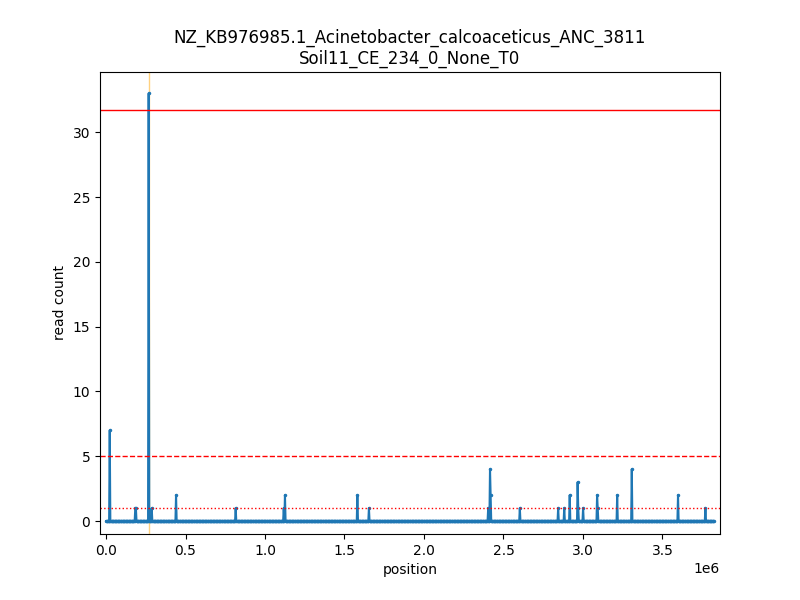 NZ_KB976985.1_Acinetobacter_calcoaceticus_ANC_3811
Soil11_CE_234_0_None_T0
read count
30
25
20
15
10
5
0
0.0 0.5 1.0 1.5 2.0 2.5 3.0 3.5
1e6
position